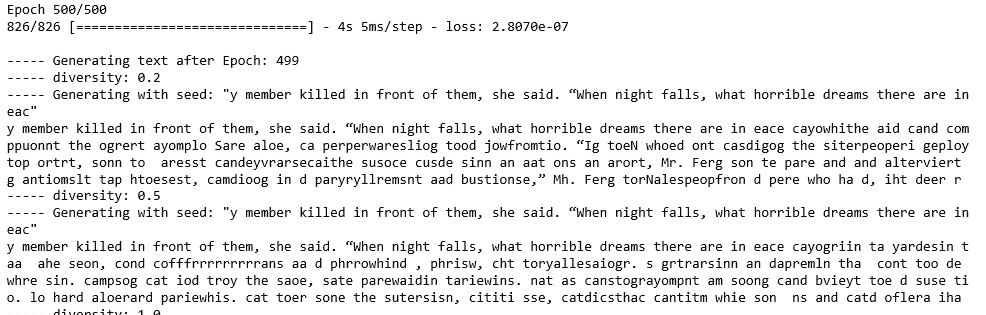 Epoch 500/500
826/826 [==============================] - 4s 5ms/step - loss: 2.8070e-07
----- Generating text after Epoch: 499
----- diversity: 0.2
----- Generating with seed: "y member killed in front of them, she said. “When night falls, what horrible dreams there are in
eac"
y member killed in front of them, she said. “When night falls, what horrible dreams there are in eace cayowhithe aid cand com
ppuonnt the ogrert ayomplo Sare aloe, ca perperwaresliog tood jowfromtio. “Ig toeN whoed ont casdigog the siterpeoperi geploy
top ortrt, sonn to  aresst candeyvrarsecaithe susoce cusde sinn an aat ons an arort, Mr. Ferg son te pare and and alterviert
g antiomslt tap htoesest, camdioog in d paryryllremsnt aad bustionse,” Mh. Ferg torNalespeopfron d pere who ha d, iht deer r
----- diversity: 0.5
----- Generating with seed: "y member killed in front of them, she said. “When night falls, what horrible dreams there are in
eac"
y member killed in front of them, she said. “When night falls, what horrible dreams there are in eace cayogriin ta yardesin t
aa  ahe seon, cond cofffrrrrrrrrrans aa d phrrowhind , phrisw, cht toryallesaiogr. s grtrarsinn an dapremln tha  cont too de
whre sin. campsog cat iod troy the saoe, sate parewaidin tariewins. nat as canstograyompnt am soong cand bvieyt toe d suse ti
o. lo hard aloerard pariewhis. cat toer sone the sutersisn, cititi sse, catdicsthac cantitm whie son  ns and catd oflera iha
----- diversity: 1.0